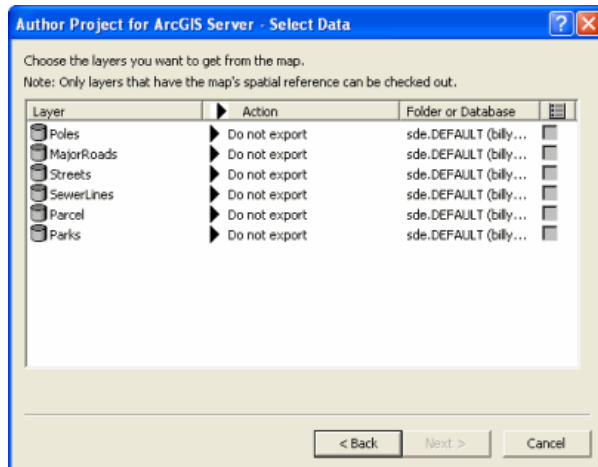 Author Project for ArcGIS Server - Select Data
Choose the layers you want to get from the map.
Note: Only layers that have the map's spatial reference can be checked out.
Layer Action Folder or Database
Poles Do not export sde.DEFAULT (billy...
MajorRoads Do not export sde.DEFAULT (billy...
Streets Do not export sde.DEFAULT (billy...
SewerLines Do not export sde.DEFAULT (billy...
Parcel Do not export sde.DEFAULT (billy...
Parks Do not export sde.DEFAULT (billy...
< Back Next > Cancel